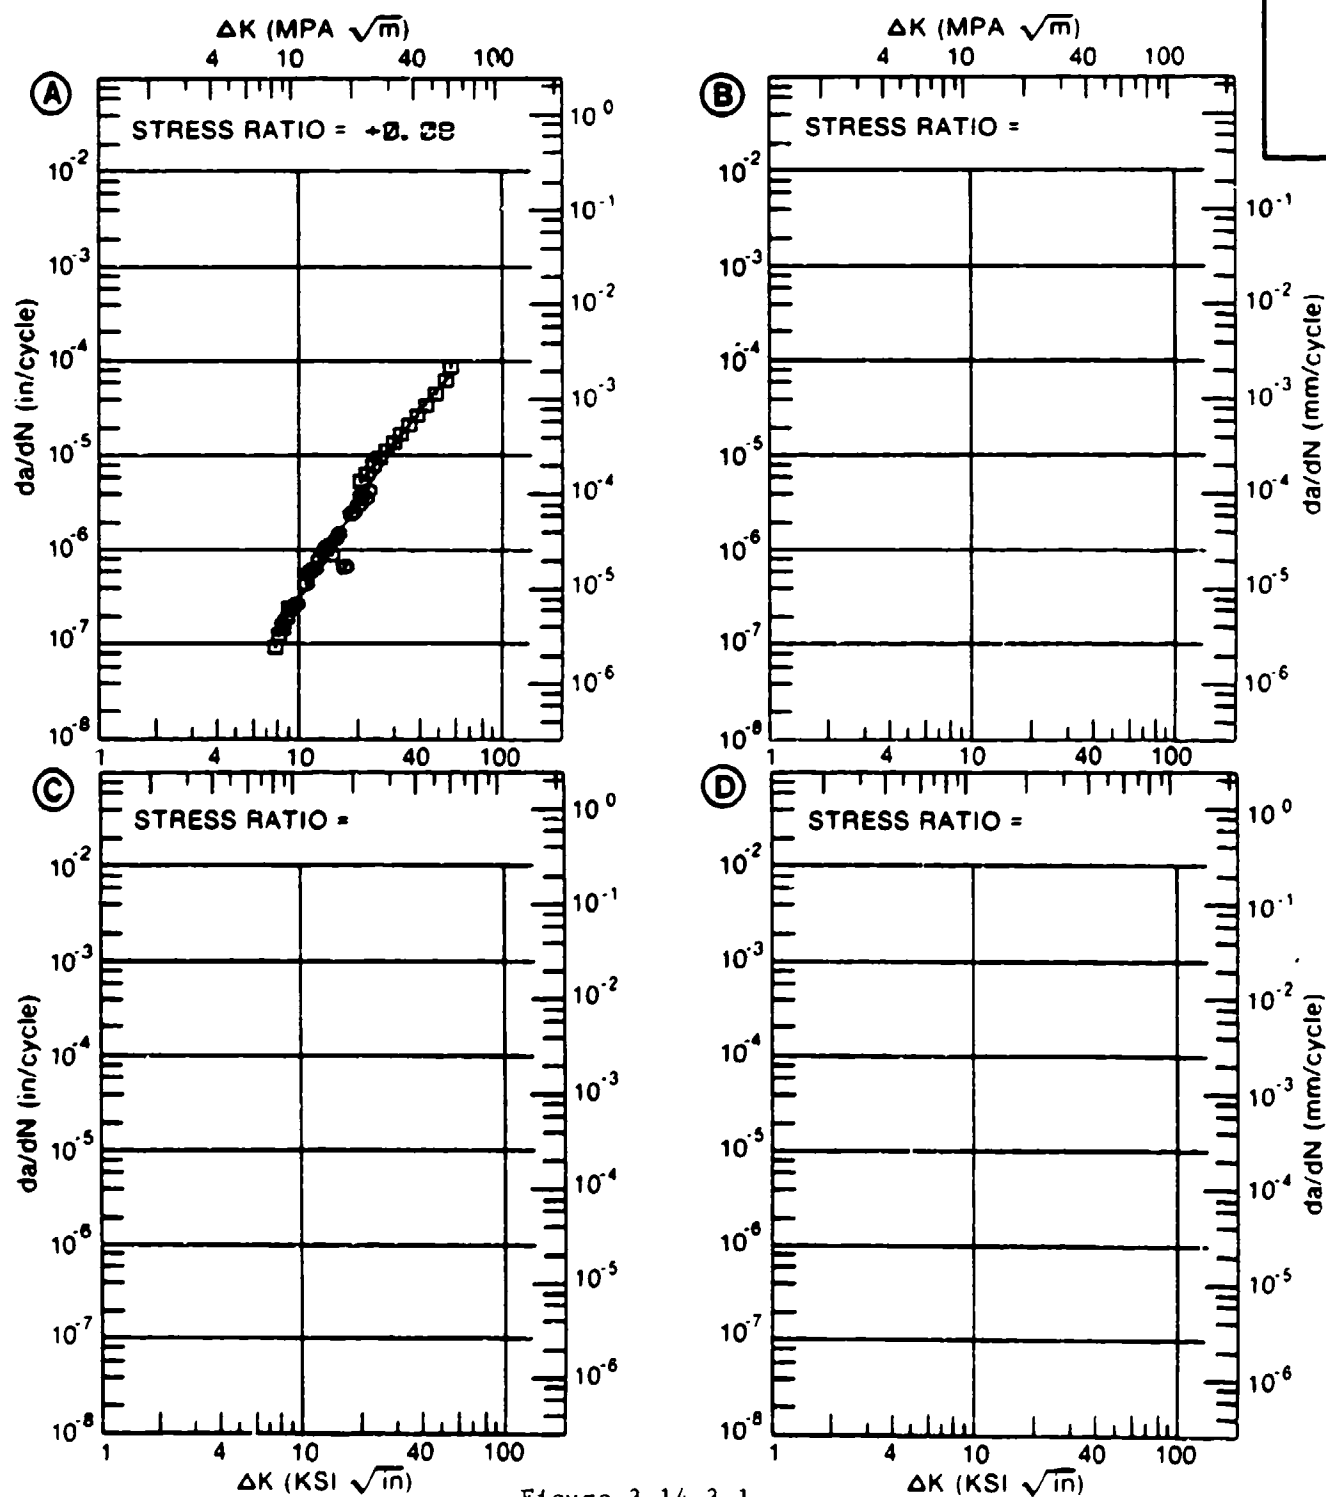 ΔK (MPA √m)
4 10 40 100
A
STRESS RATIO = +0.08
10^0
10^-1
10^-2
10^-3
10^-4
10^-5
10^-6
da/dN (in/cycle)
10^-2
10^-3
10^-4
10^-5
10^-6
10^-7
10^-8
1 4 10 40 100
ΔK (MPA √m)
4 10 40 100
B
STRESS RATIO =
10^-2
10^-3
10^-4
10^-5
10^-6
10^-7
10^-8
10^-1
10^-2
10^-3
10^-4
10^-5
10^-6
da/dN (mm/cycle)
1 4 10 40 100
C
STRESS RATIO =
10^0
10^-1
10^-2
10^-3
10^-4
10^-5
10^-6
da/dN (in/cycle)
10^-2
10^-3
10^-4
10^-5
10^-6
10^-7
10^-8
1 4 10 40 100
ΔK (KSI √in)
D
STRESS RATIO =
10^-2
10^-3
10^-4
10^-5
10^-6
10^-7
10^-8
10^0
10^-1
10^-2
10^-3
10^-4
10^-5
10^-6
da/dN (mm/cycle)
1 4 10 40 100
ΔK (KSI √in)
Figure 3.14.3.1